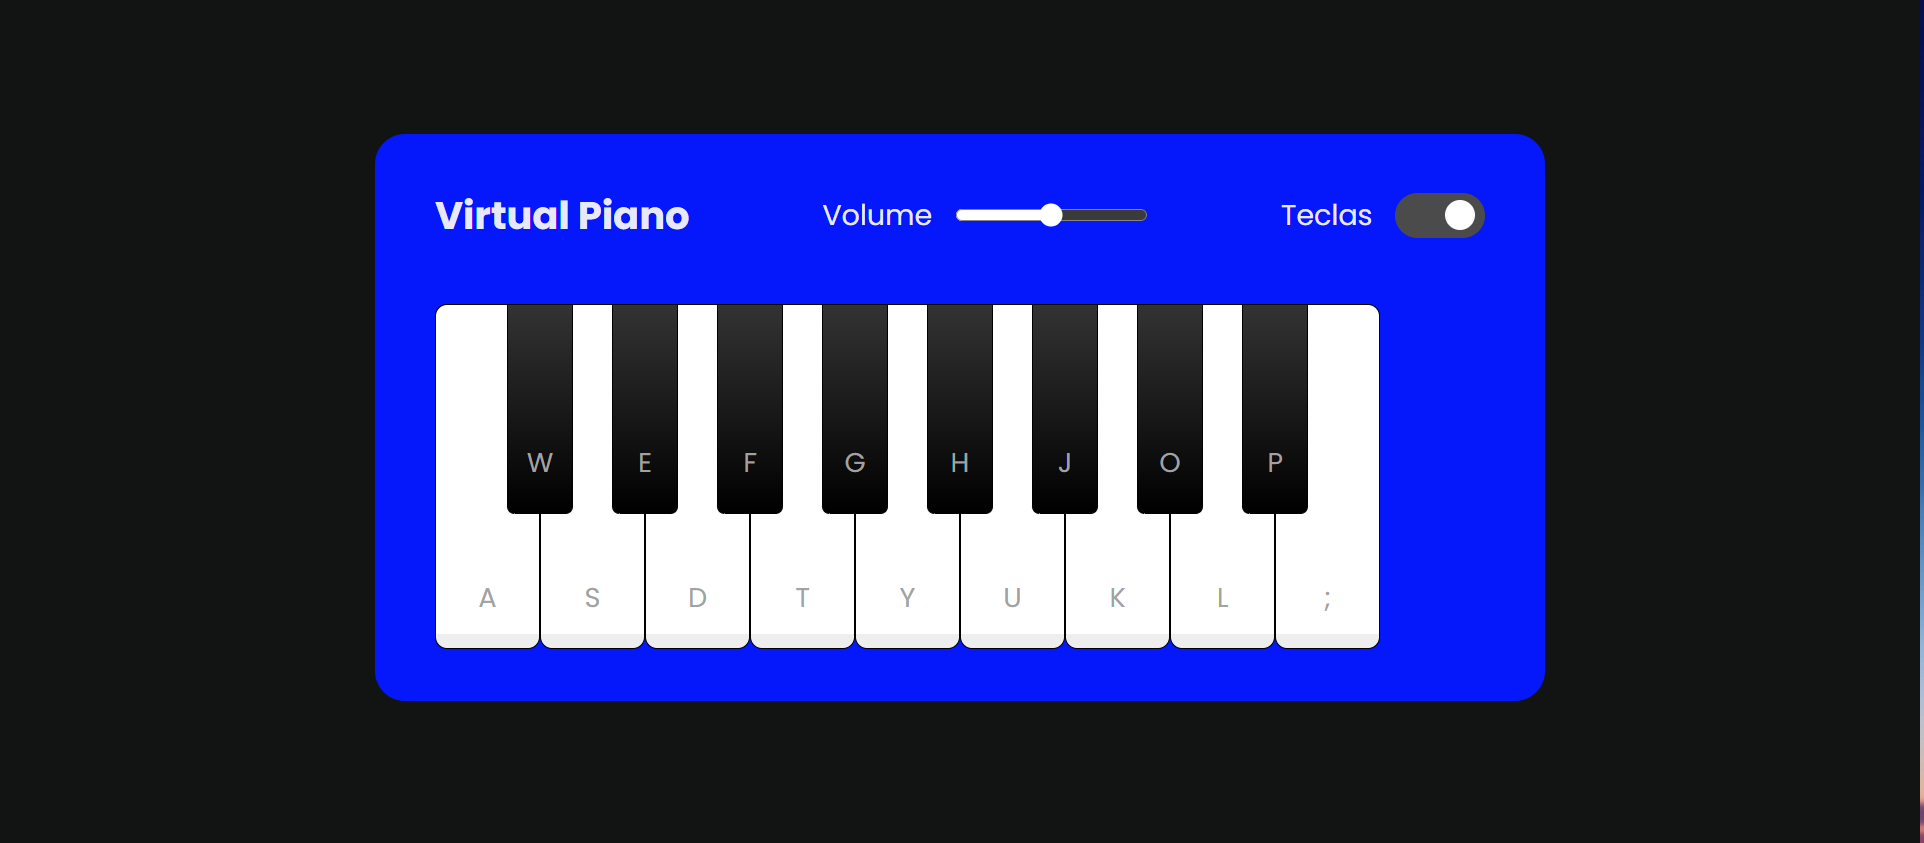 Virtual Piano Volume Teclas
W E F G H J O P
A S D T Y U K L ;